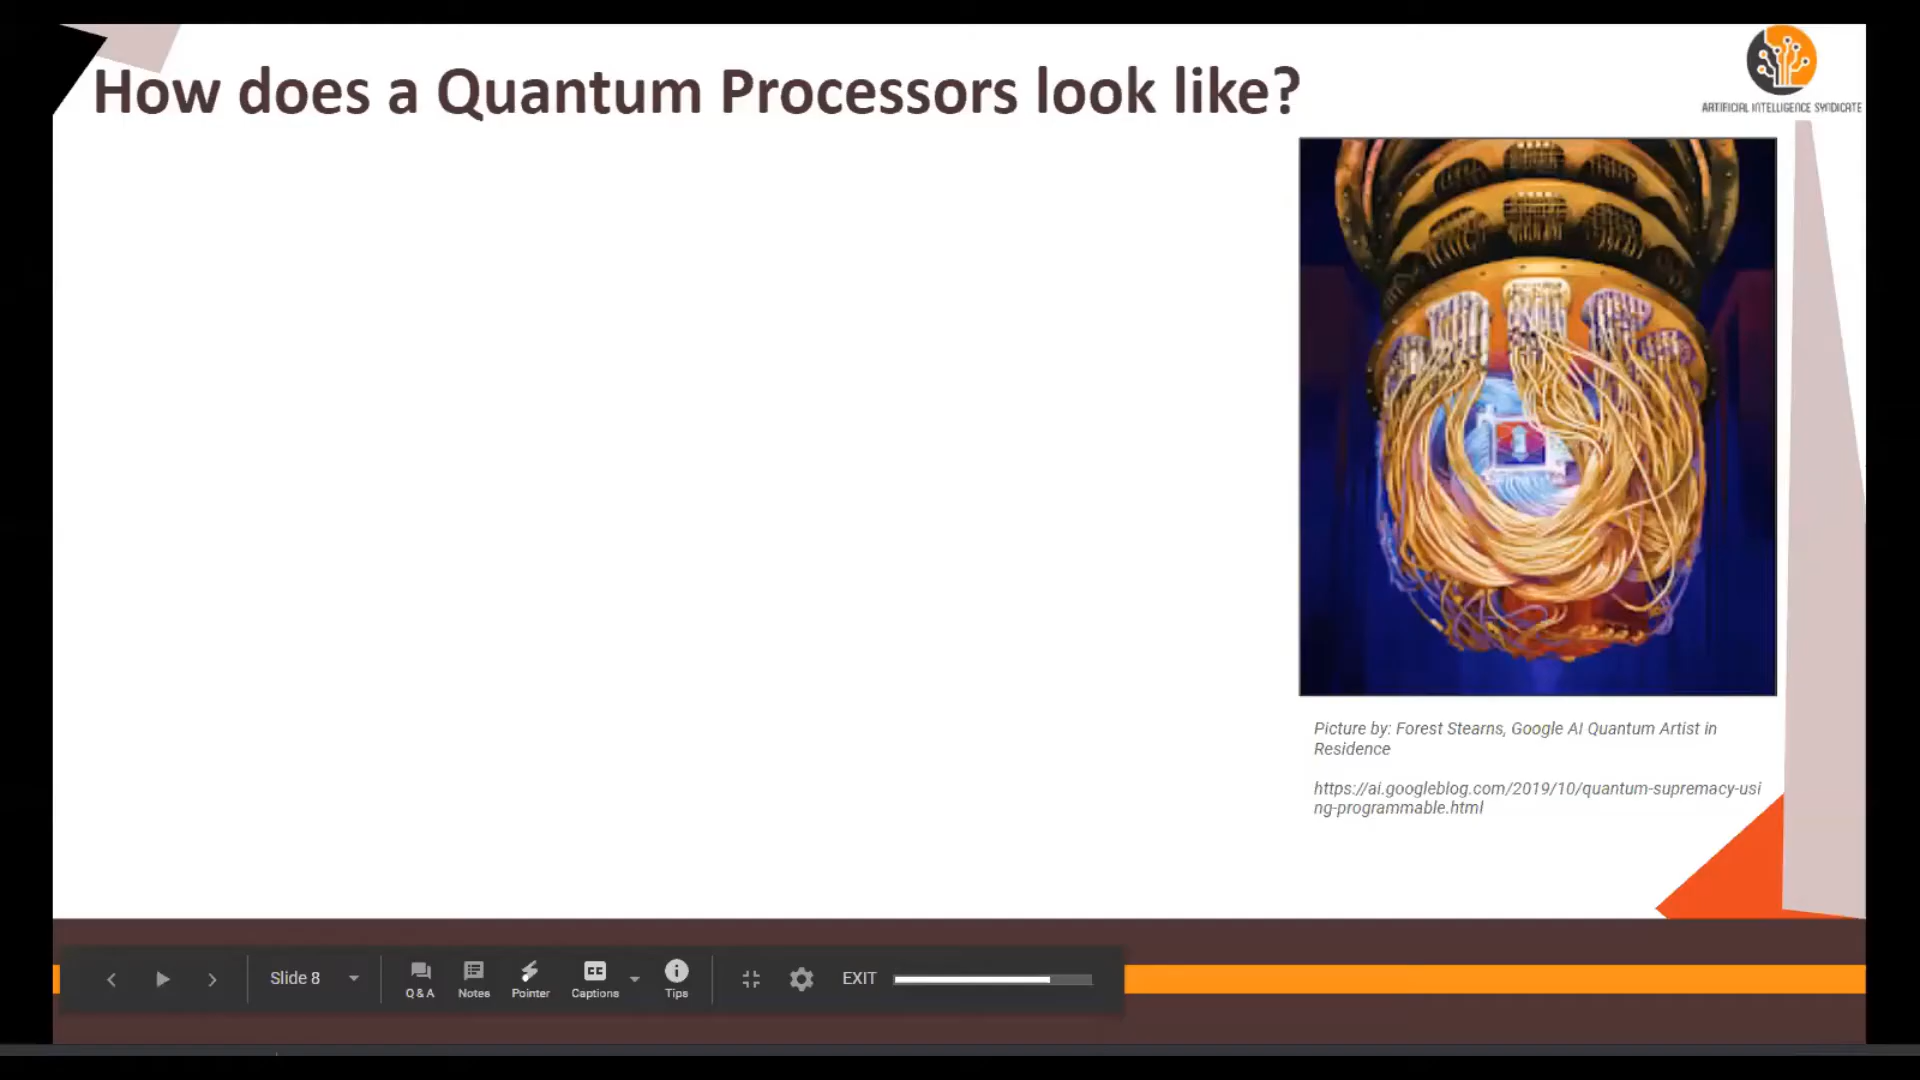 How does a Quantum Processors look like?
ARTIFICIAL INTELLIGENCE SYNDICATE
Picture by: Forest Stearns, Google AI Quantum Artist in
Residence
https://ai.googleblog.com/2019/10/quantum-supremacy-usi
ng-programmable.html
Slide 8
Q & A
Notes
Pointer
CC
Captions
Tips
EXIT